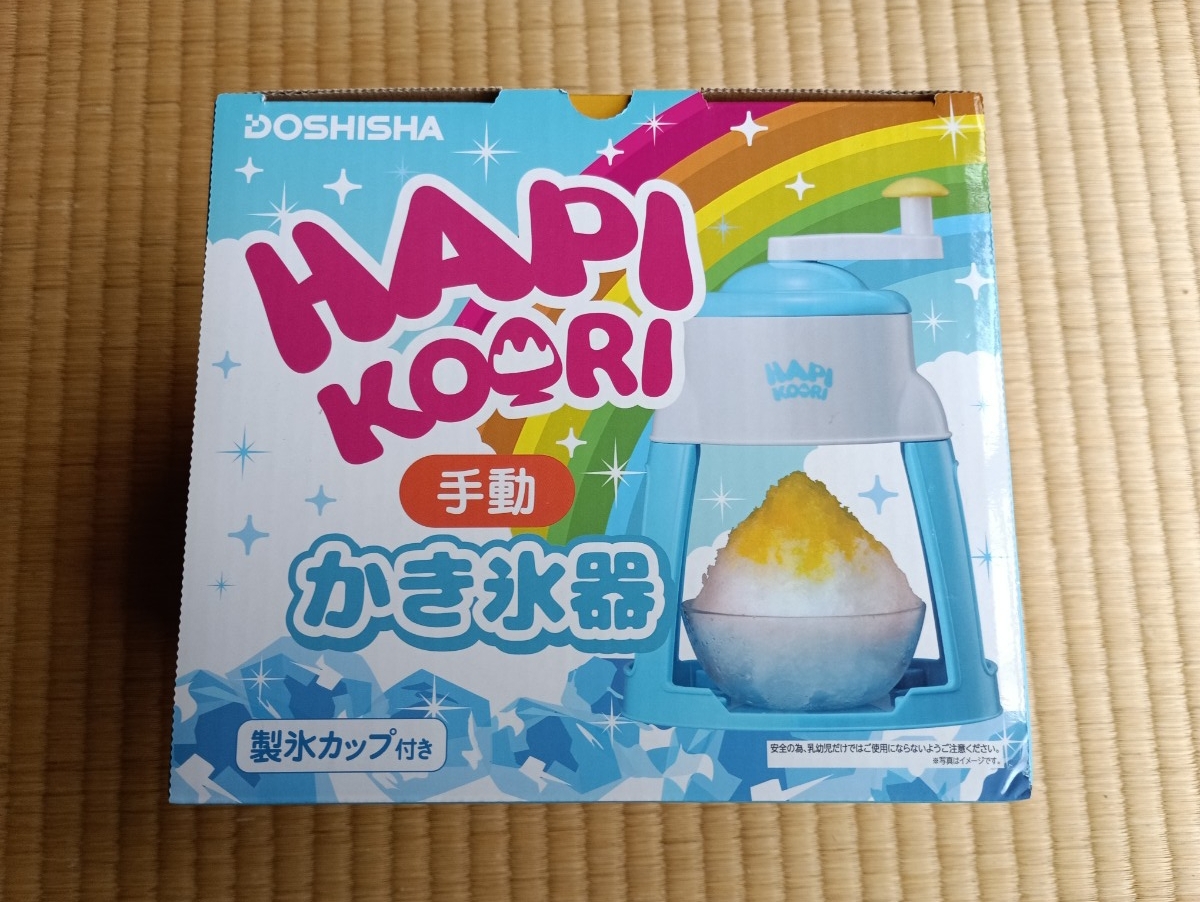 DOSHISHA
HAPI
KOORI
HAPI
KOORI
手動
かき氷器
製氷カップ付き
安全の為、乳幼児だけではご使用にならないようご注意ください。
※写真はイメージです。